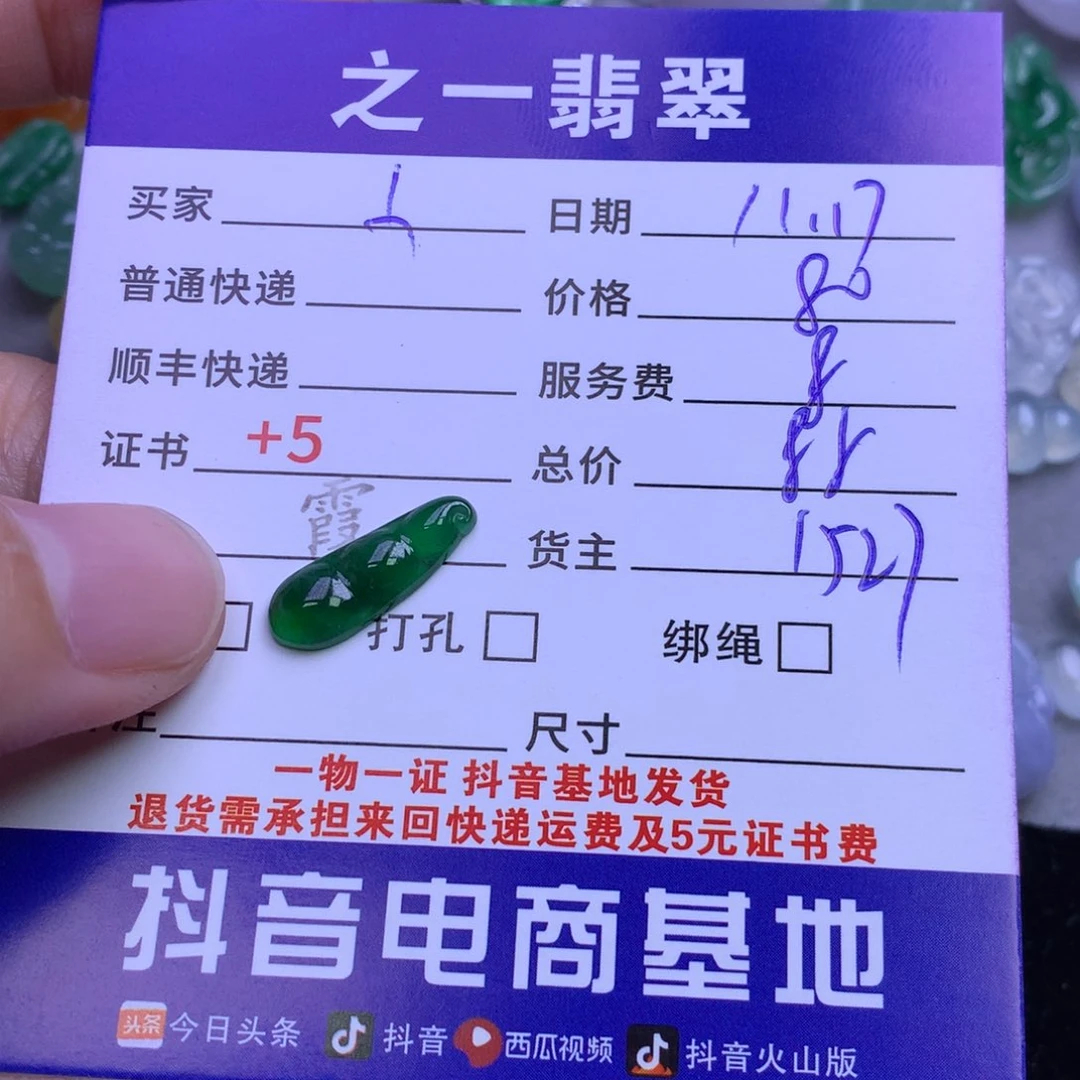 之一翡翠
买家 日期 11.17
普通快递 价格 80
顺丰快递 服务费 8
证书 +5 总价 88
霞 货主 1527
打孔 绑绳
注 尺寸
一物一证 抖音基地发货
退货需承担来回快递运费及5元证书费
抖音电商基地
头条 今日头条 抖音 西瓜视频 抖音火山版